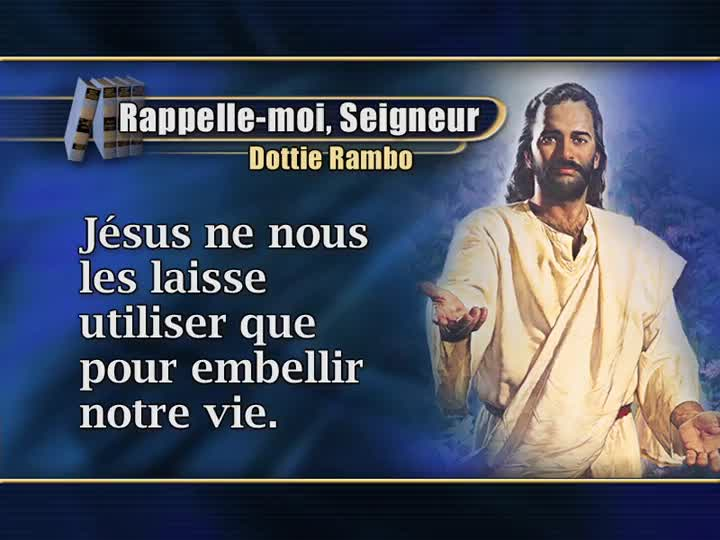 Rappelle-moi, Seigneur
Dottie Rambo
Jésus ne nous
les laisse
utiliser que
pour embellir
notre vie.